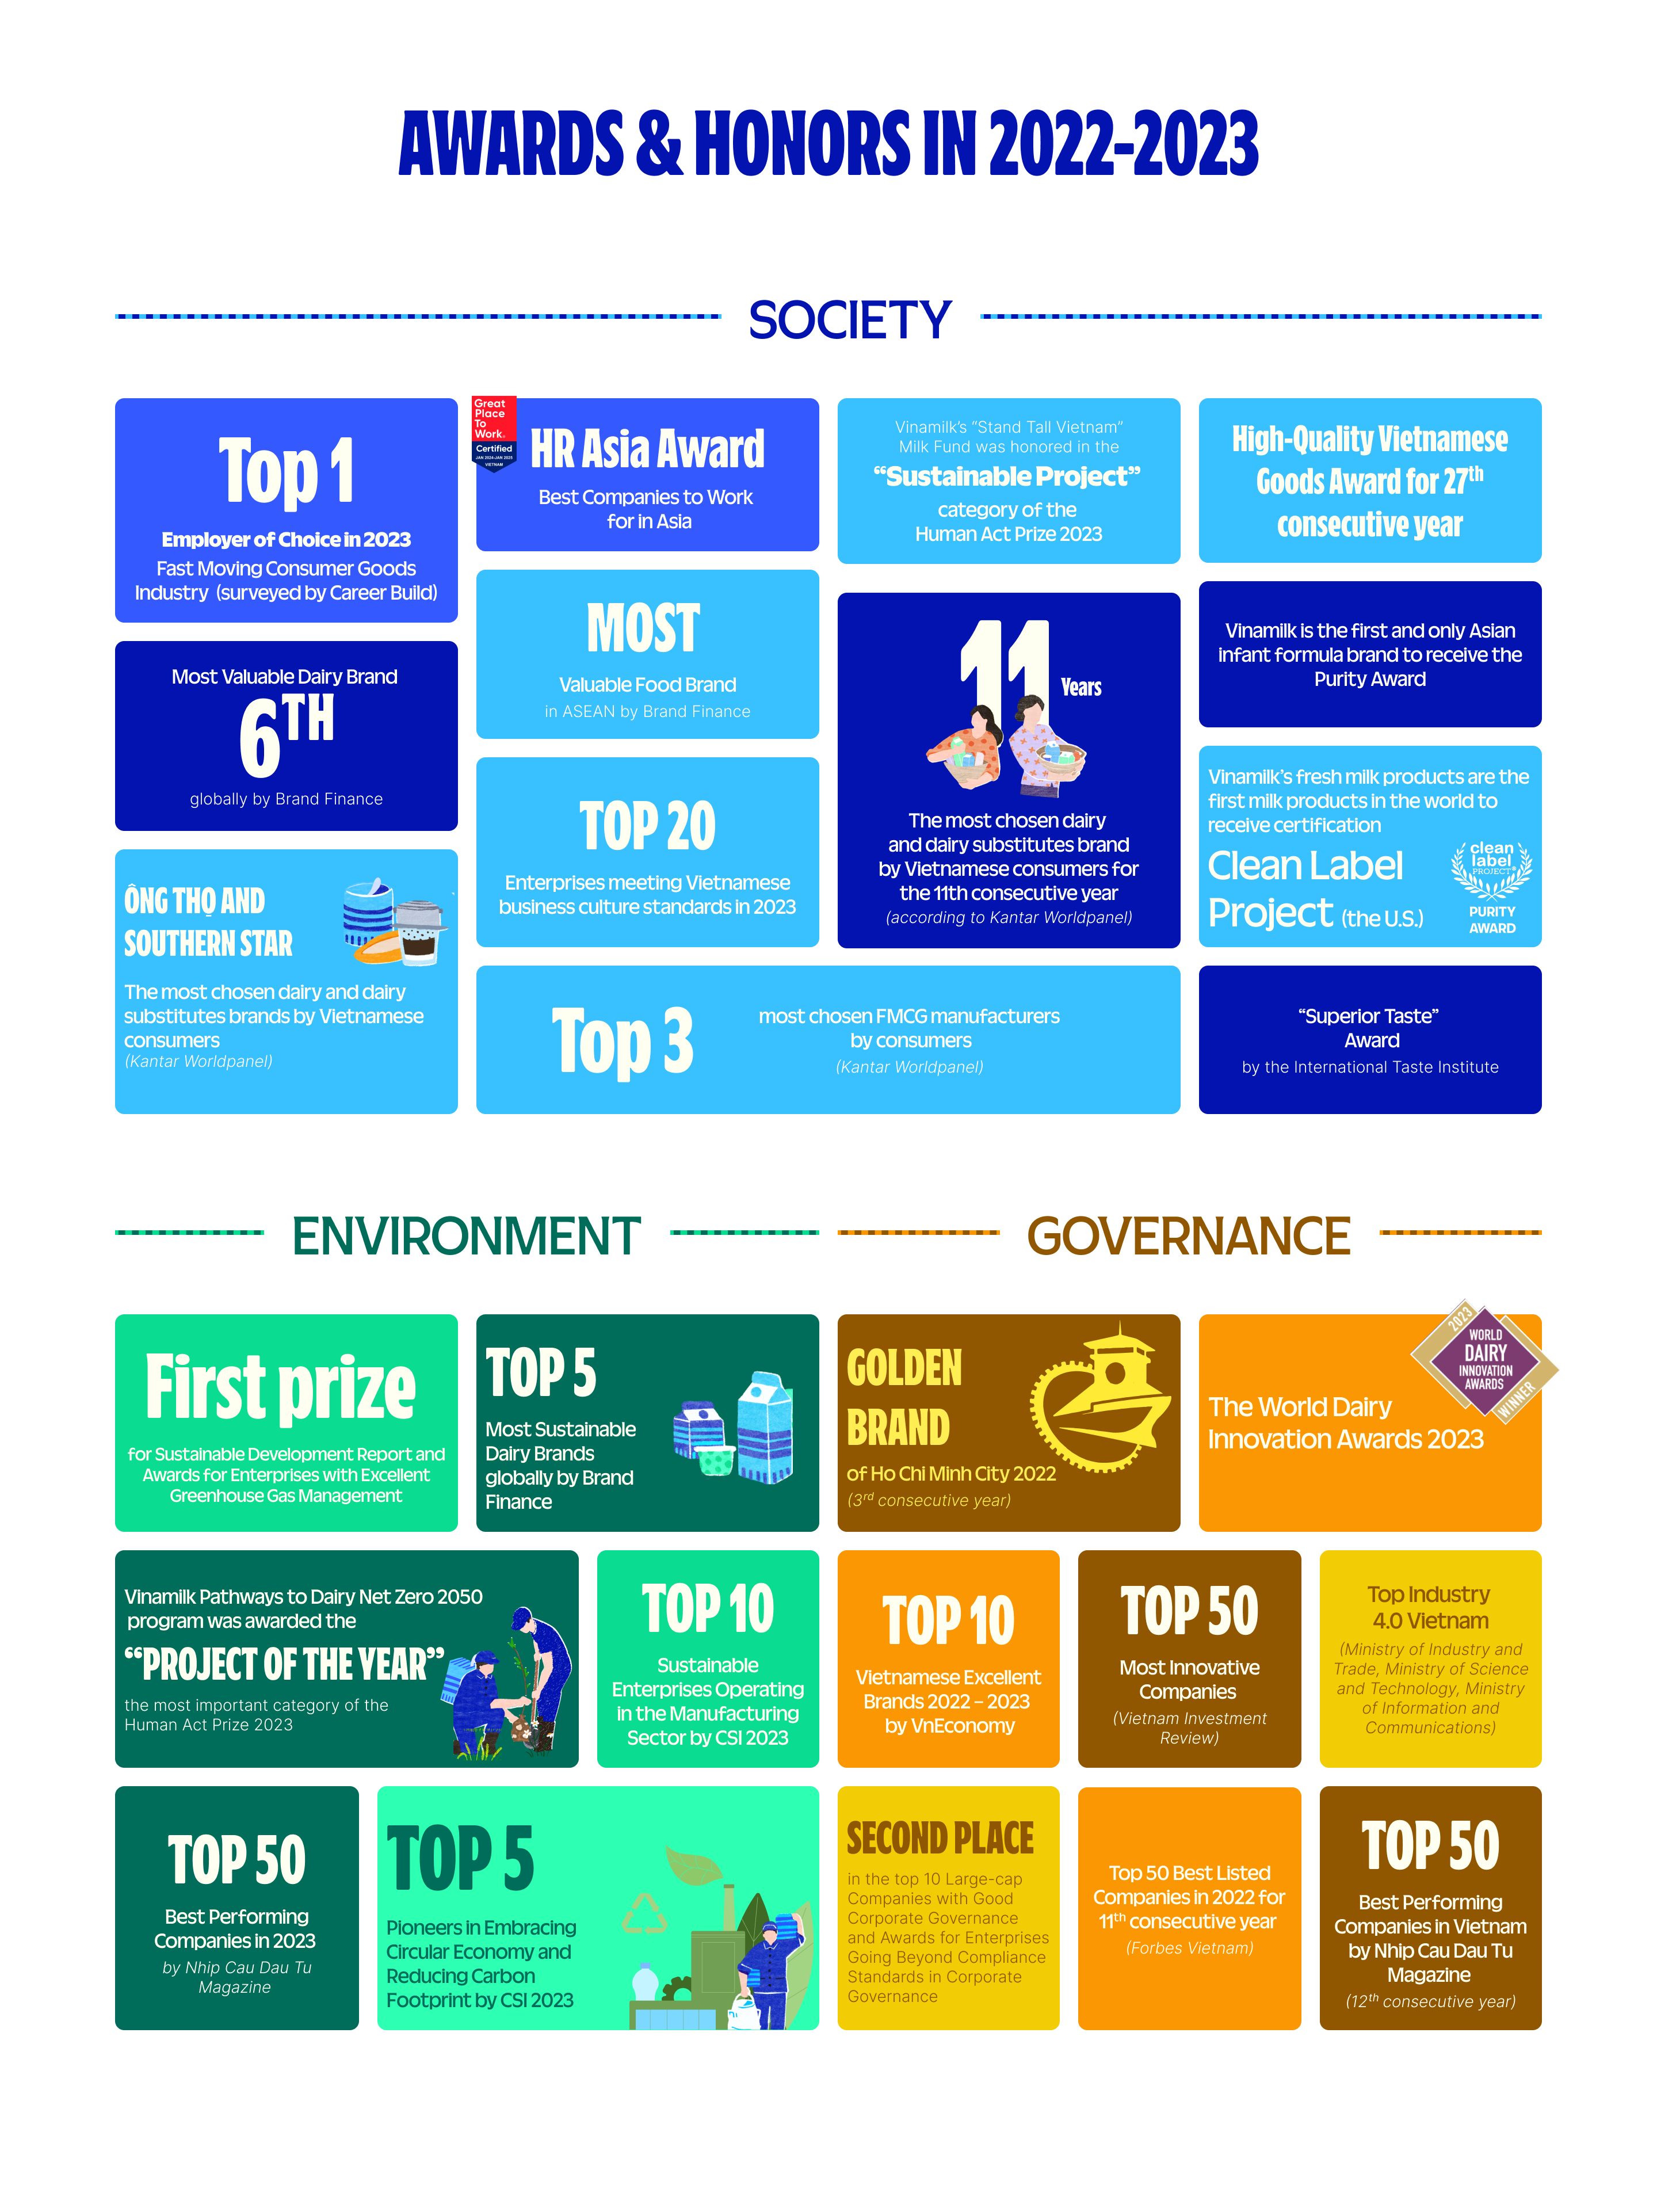 AWARDS & HONORS IN 2022-2023
SOCIETY
Top 1
Employer of Choice in 2023
Fast Moving Consumer Goods
Industry (surveyed by Career Build)
Most Valuable Dairy Brand
6TH
globally by Brand Finance
ÔNG THỌ AND
SOUTHERN STAR
The most chosen dairy and dairy
substitutes brands by Vietnamese
consumers
(Kantar Worldpanel)
Great
Place
To
Work.
Certified
JAN 2024-JAN 2025
VIETNAM
HR Asia Award
Best Companies to Work
for in Asia
MOST
Valuable Food Brand
in ASEAN by Brand Finance
TOP 20
Enterprises meeting Vietnamese
business culture standards in 2023
Vinamilk's "Stand Tall Vietnam"
Milk Fund was honored in the
“Sustainable Project”
category of the
Human Act Prize 2023
11 Years
The most chosen dairy
and dairy substitutes brand
by Vietnamese consumers for
the 11th consecutive year
(according to Kantar Worldpanel)
Top 3
most chosen FMCG manufacturers
by consumers
(Kantar Worldpanel)
High-Quality Vietnamese
Goods Award for 27th
consecutive year
Vinamilk is the first and only Asian
infant formula brand to receive the
Purity Award
Vinamilk's fresh milk products are the
first milk products in the world to
receive certification
Clean Label
Project (the U.S.)
clean
label
PROJECT
PURITY
AWARD
“Superior Taste”
Award
by the International Taste Institute
ENVIRONMENT
First prize
for Sustainable Development Report and
Awards for Enterprises with Excellent
Greenhouse Gas Management
TOP 5
Most Sustainable
Dairy Brands
globally by Brand
Finance
Vinamilk Pathways to Dairy Net Zero 2050
program was awarded the
“PROJECT OF THE YEAR”
the most important category of the
Human Act Prize 2023
TOP 10
Sustainable
Enterprises Operating
in the Manufacturing
Sector by CSI 2023
TOP 50
Best Performing
Companies in 2023
by Nhip Cau Dau Tu
Magazine
TOP 5
Pioneers in Embracing
Circular Economy and
Reducing Carbon
Footprint by CSI 2023
GOVERNANCE
GOLDEN
BRAND
of Ho Chi Minh City 2022
(3rd consecutive year)
The World Dairy
Innovation Awards 2023
2023
WORLD
DAIRY
INNOVATION
AWARDS
WINNER
TOP 10
Vietnamese Excellent
Brands 2022 – 2023
by VnEconomy
TOP 50
Most Innovative
Companies
(Vietnam Investment
Review)
Top Industry
4.0 Vietnam
(Ministry of Industry and
Trade, Ministry of Science
and Technology, Ministry
of Information and
Communications)
SECOND PLACE
in the top 10 Large-cap
Companies with Good
Corporate Governance
and Awards for Enterprises
Going Beyond Compliance
Standards in Corporate
Governance
Top 50 Best Listed
Companies in 2022 for
11th consecutive year
(Forbes Vietnam)
TOP 50
Best Performing
Companies in Vietnam
by Nhip Cau Dau Tu
Magazine
(12th consecutive year)